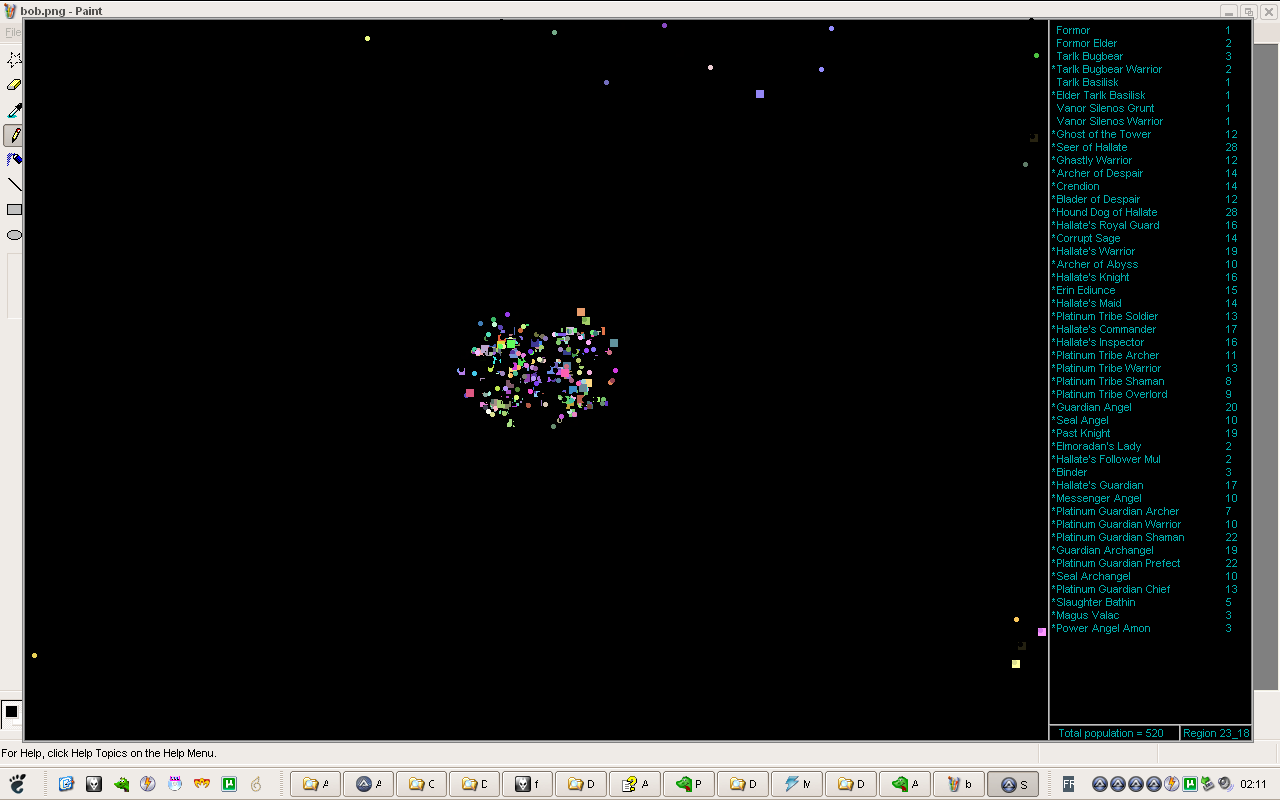 bob.png - Paint
File
Formor 1
Formor Elder 2
Tarlk Bugbear 3
*Tarlk Bugbear Warrior 2
Tarlk Basilisk 1
*Elder Tarlk Basilisk 1
Vanor Silenos Grunt 1
Vanor Silenos Warrior 1
*Ghost of the Tower 12
*Seer of Hallate 28
*Ghastly Warrior 12
*Archer of Despair 14
*Crendion 14
*Blader of Despair 12
*Hound Dog of Hallate 28
*Hallate's Royal Guard 16
*Corrupt Sage 14
*Hallate's Warrior 19
*Archer of Abyss 10
*Hallate's Knight 16
*Erin Ediunce 15
*Hallate's Maid 14
*Platinum Tribe Soldier 13
*Hallate's Commander 17
*Hallate's Inspector 16
*Platinum Tribe Archer 11
*Platinum Tribe Warrior 13
*Platinum Tribe Shaman 8
*Platinum Tribe Overlord 9
*Guardian Angel 20
*Seal Angel 10
*Past Knight 19
*Elmoradan's Lady 2
*Hallate's Follower Mul 2
*Binder 3
*Hallate's Guardian 17
*Messenger Angel 10
*Platinum Guardian Archer 7
*Platinum Guardian Warrior 10
*Platinum Guardian Shaman 22
*Guardian Archangel 19
*Platinum Guardian Prefect 22
*Seal Archangel 10
*Platinum Guardian Chief 13
*Slaughter Bathin 5
*Magus Valac 3
*Power Angel Amon 3
Total population = 520 Region 23_18
For Help, click Help Topics on the Help Menu.
A A C C f D A P D M D A b S FR 02:11